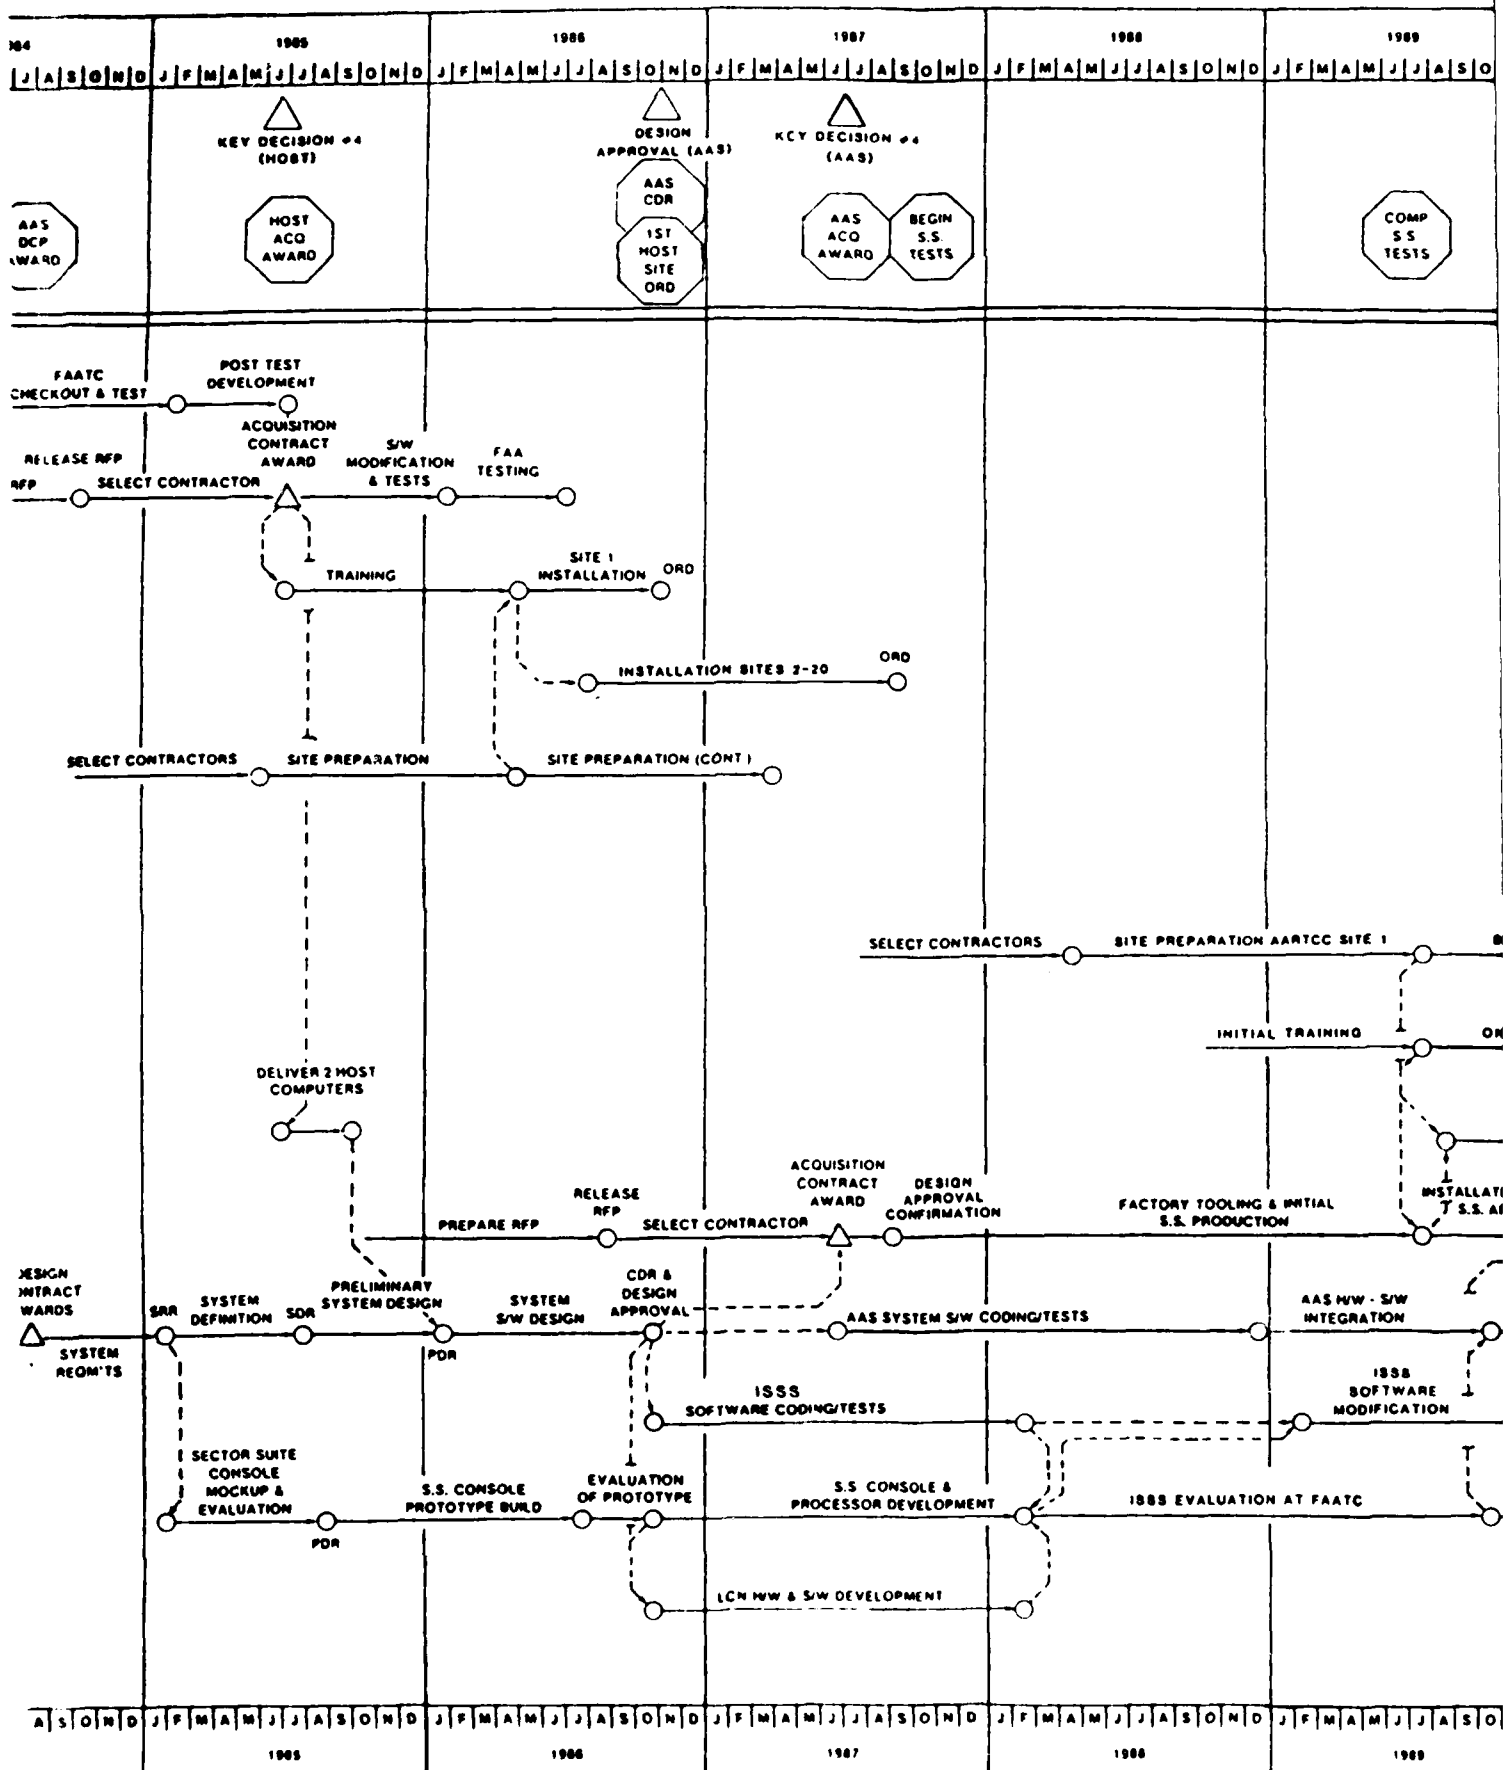 1985
1986
1987
1988
1989
J A S O N D J F M A M J J A S O N D J F M A M J J A S O N D J F M A M J J A S O N D J F M A M J J A S O N D J F M A M J J A S O
KEY DECISION #4
(HOST)
DESIGN
APPROVAL (AAS)
KEY DECISION #4
(AAS)
AAS
DCP
AWARD
HOST
ACQ
AWARD
AAS
CDR
1ST
HOST
SITE
ORD
AAS
ACQ
AWARD
BEGIN
S.S.
TESTS
COMP
S S
TESTS
FAATC
CHECKOUT & TEST
POST TEST
DEVELOPMENT
RELEASE RFP
RFP
SELECT CONTRACTOR
ACQUISITION
CONTRACT
AWARD
S/W
MODIFICATION
& TESTS
FAA
TESTING
TRAINING
SITE 1
INSTALLATION
ORD
INSTALLATION SITES 2-20
ORD
SELECT CONTRACTORS
SITE PREPARATION
SITE PREPARATION (CONT)
SELECT CONTRACTORS
SITE PREPARATION AARTCC SITE 1
INITIAL TRAINING
DELIVER 2 HOST
COMPUTERS
PREPARE RFP
RELEASE
RFP
SELECT CONTRACTOR
ACQUISITION
CONTRACT
AWARD
DESIGN
APPROVAL
CONFIRMATION
FACTORY TOOLING & INITIAL
S.S. PRODUCTION
INSTALLATI
S.S. A
DESIGN
ONTRACT
WARDS
SYSTEM
REQM'TS
SRR
SYSTEM
DEFINITION
SDR
PRELIMINARY
SYSTEM DESIGN
PDR
SYSTEM
S/W DESIGN
CDR &
DESIGN
APPROVAL
AAS SYSTEM S/W CODING/TESTS
AAS H/W - S/W
INTEGRATION
ISSS
SOFTWARE CODING/TESTS
ISSS
SOFTWARE
MODIFICATION
SECTOR SUITE
CONSOLE
MOCKUP &
EVALUATION
PDR
S.S. CONSOLE
PROTOTYPE BUILD
EVALUATION
OF PROTOTYPE
S.S CONSOLE &
PROCESSOR DEVELOPMENT
ISSS EVALUATION AT FAATC
LCN H/W & S/W DEVELOPMENT
A S O N D J F M A M J J A S O N D J F M A M J J A S O N D J F M A M J J A S O N D J F M A M J J A S O N D J F M A M J J A S O
1985
1986
1987
1988
1989